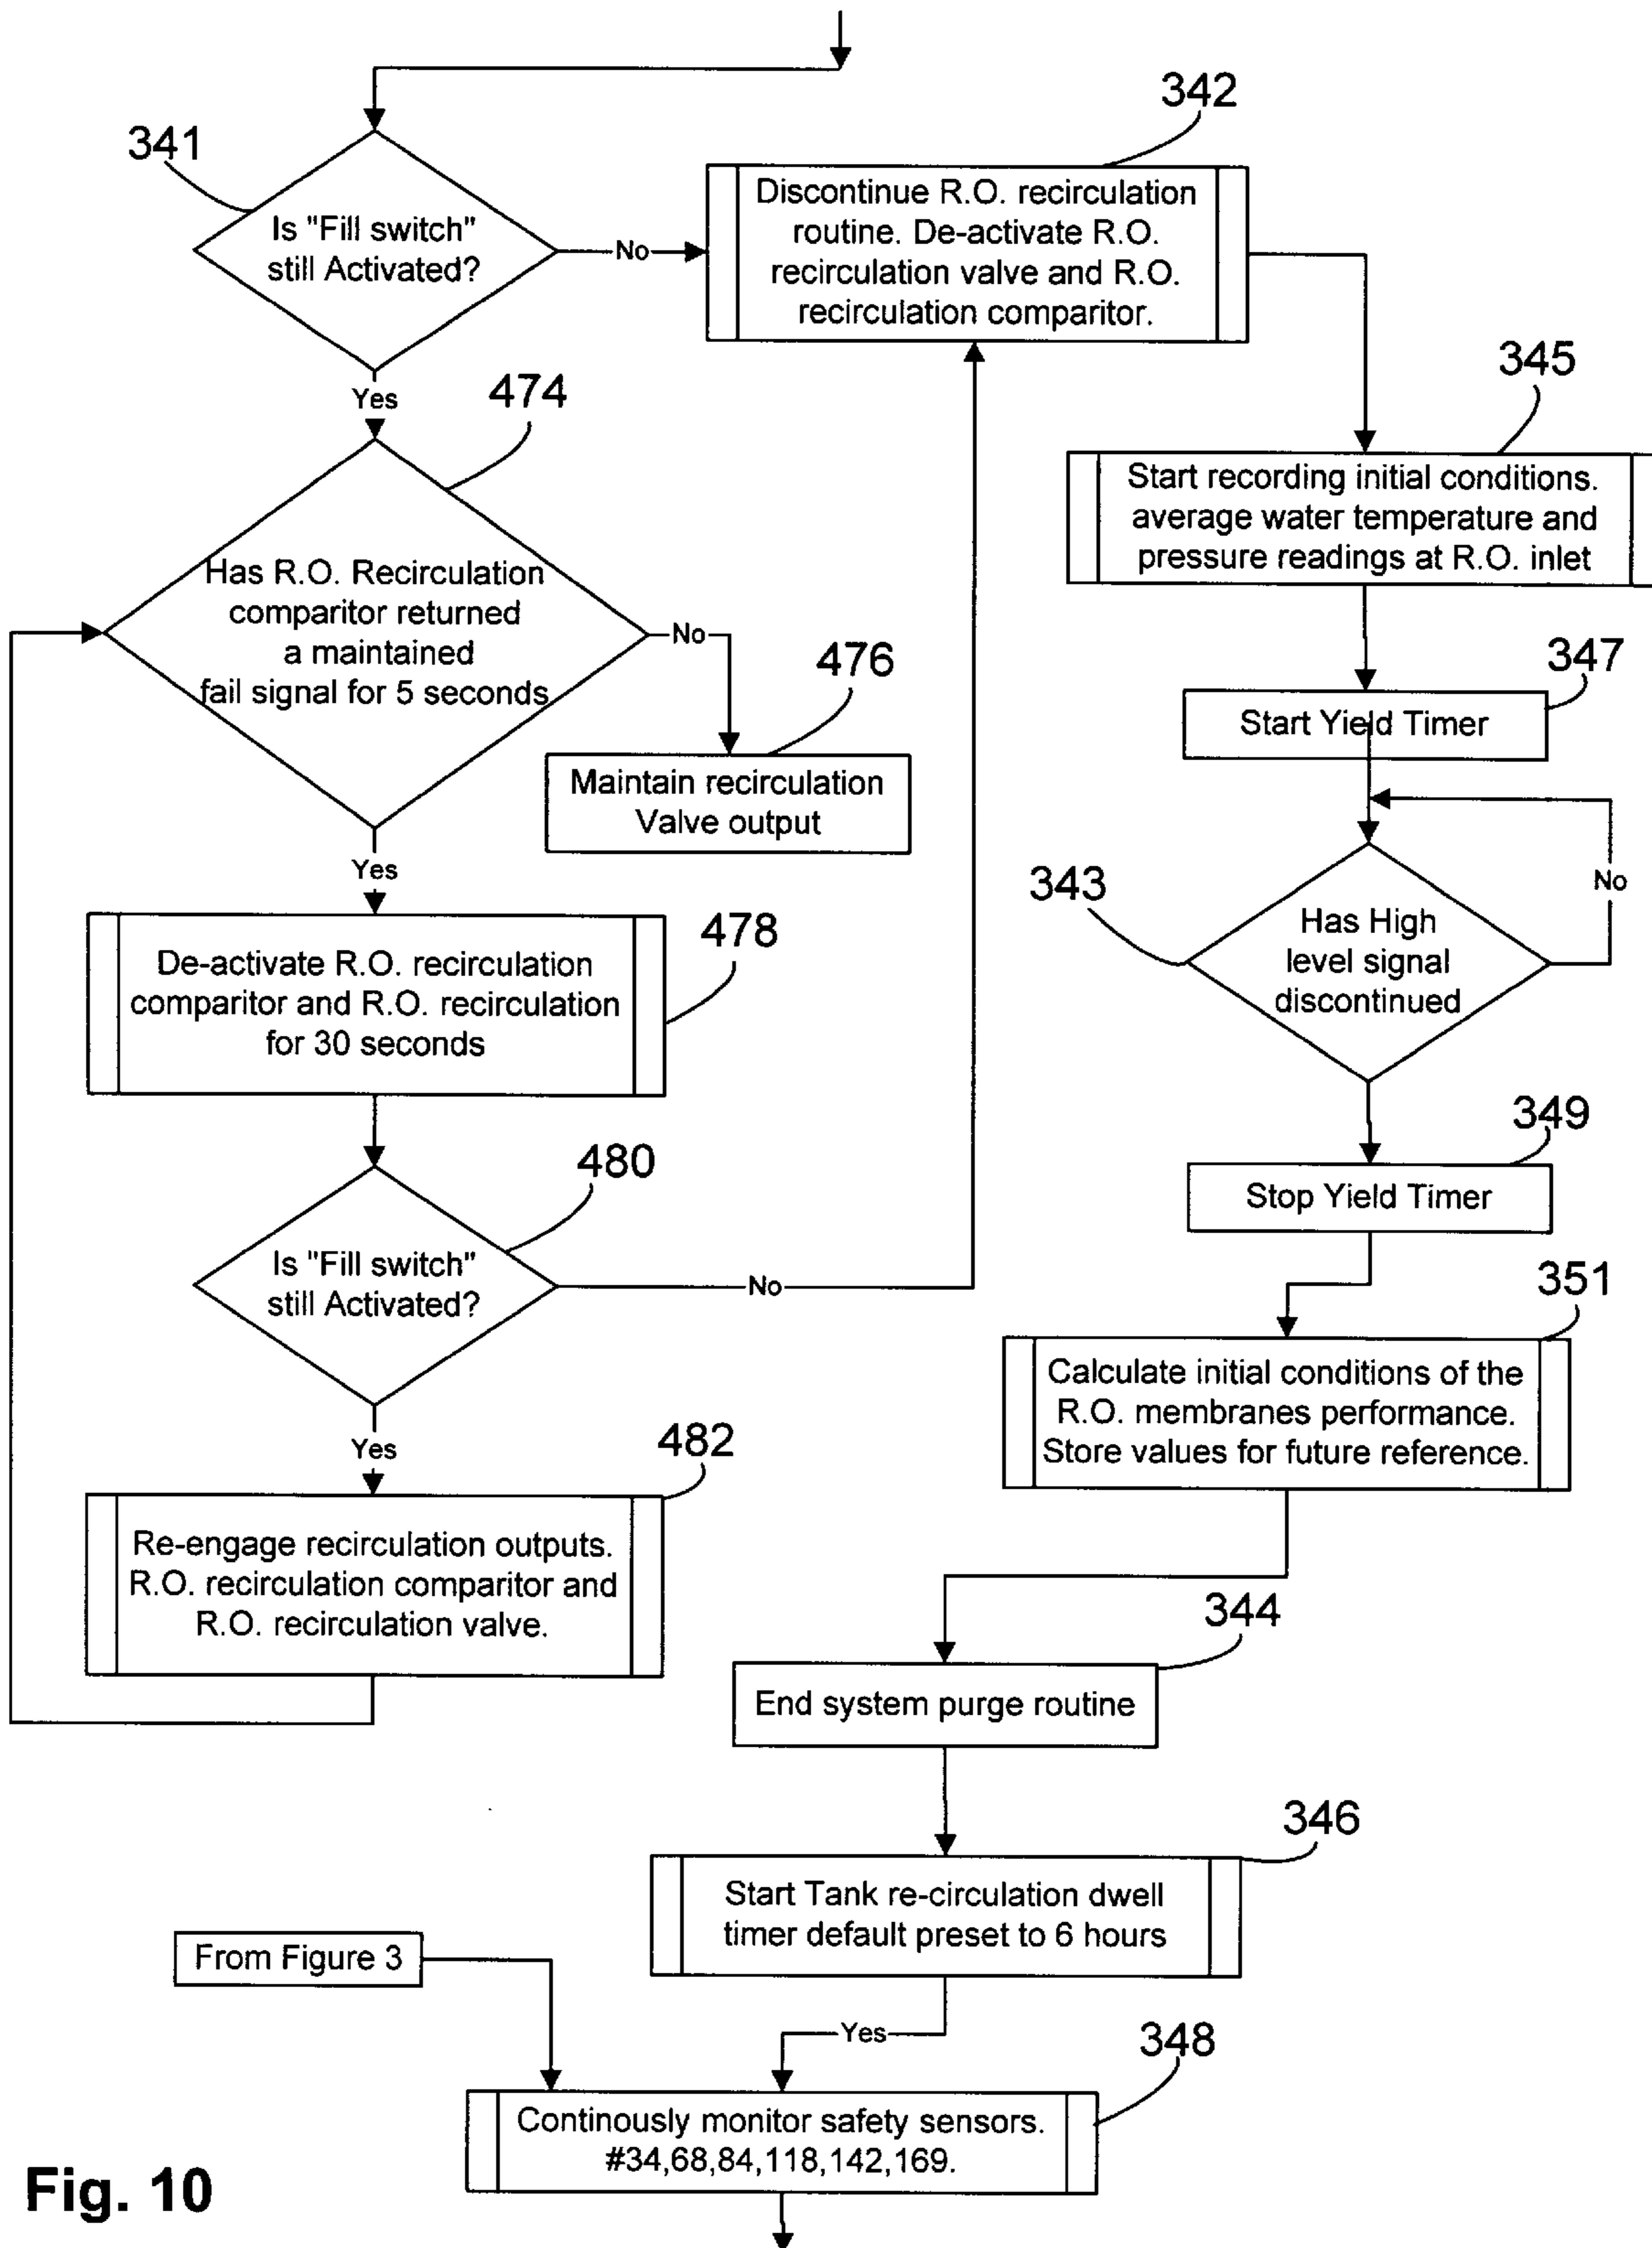 342
341
Is "Fill switch"
still Activated?
No
Discontinue R.O. recirculation
routine. De-activate R.O.
recirculation valve and R.O.
recirculation comparitor.
Yes
474
345
Start recording initial conditions.
average water temperature and
pressure readings at R.O. inlet
Has R.O. Recirculation
comparitor returned
a maintained
fail signal for 5 seconds
No
476
Maintain recirculation
Valve output
347
Start Yield Timer
Yes
343
Has High
level signal
discontinued
No
478
De-activate R.O. recirculation
comparitor and R.O. recirculation
for 30 seconds
349
Stop Yield Timer
480
Is "Fill switch"
still Activated?
No
351
Calculate initial conditions of the
R.O. membranes performance.
Store values for future reference.
Yes
482
Re-engage recirculation outputs.
R.O. recirculation comparitor and
R.O. recirculation valve.
344
End system purge routine
346
Start Tank re-circulation dwell
timer default preset to 6 hours
From Figure 3
Yes
348
Continously monitor safety sensors.
#34,68,84,118,142,169.
Fig. 10